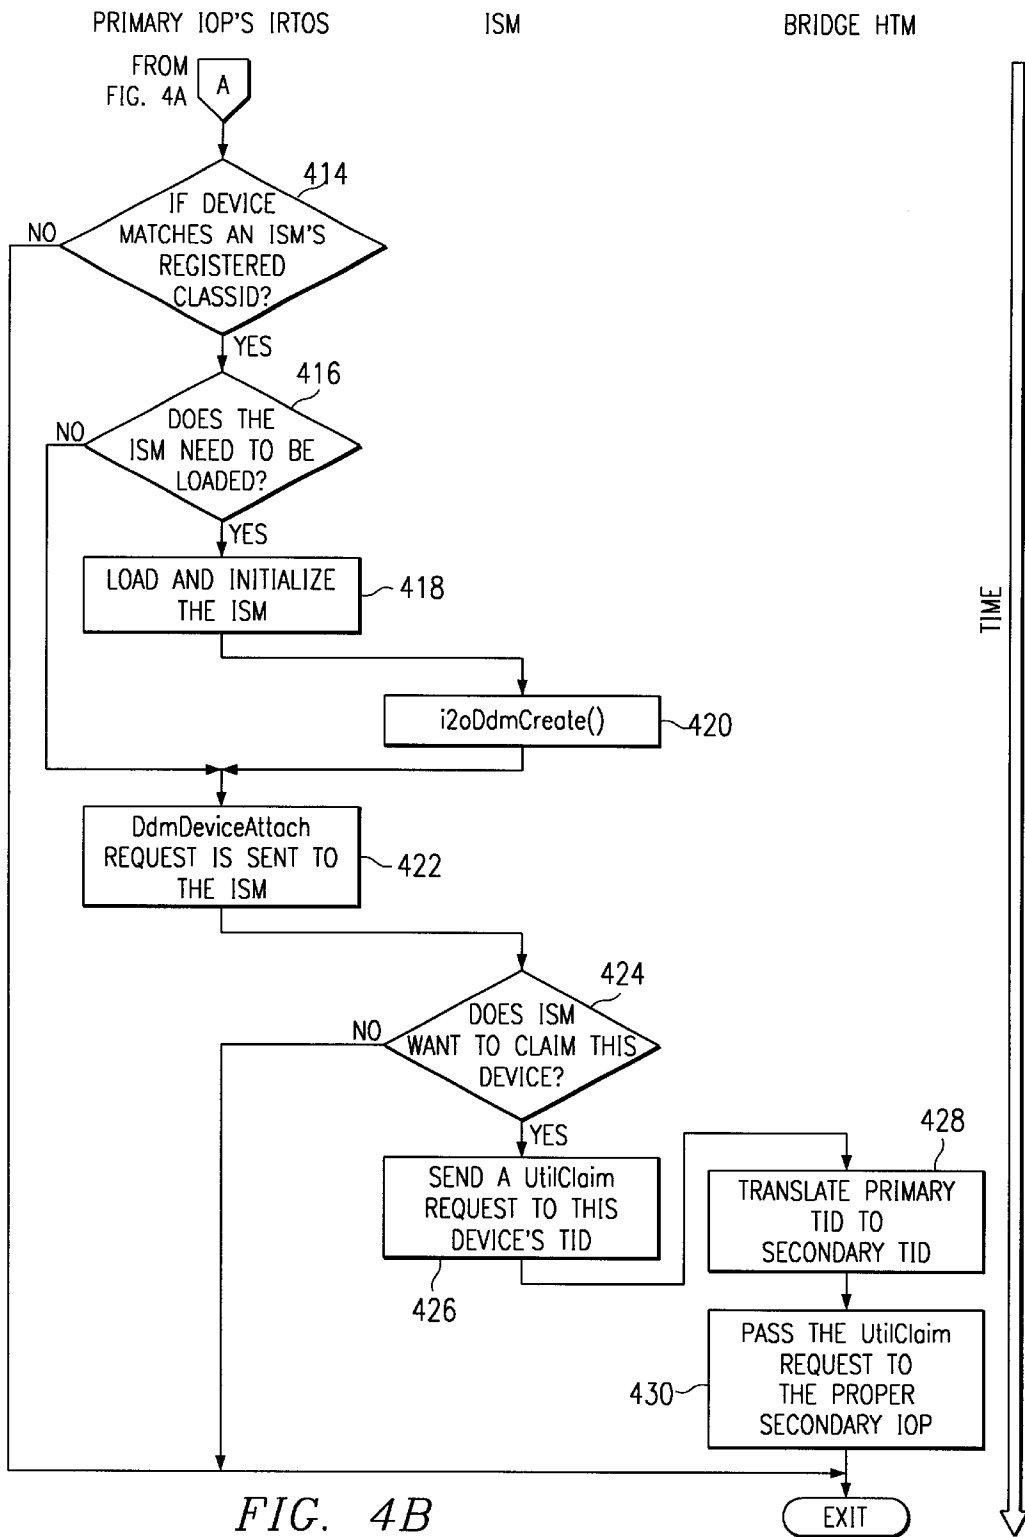 PRIMARY IOP'S IRTOS
ISM
BRIDGE HTM
FROM
FIG. 4A
A
414
IF DEVICE
MATCHES AN ISM'S
REGISTERED
CLASSID?
NO
YES
416
DOES THE
ISM NEED TO BE
LOADED?
NO
YES
LOAD AND INITIALIZE
THE ISM
418
TIME
i2oDdmCreate()
420
DdmDeviceAttach
REQUEST IS SENT TO
THE ISM
422
424
DOES ISM
WANT TO CLAIM THIS
DEVICE?
NO
YES
SEND A UtilClaim
REQUEST TO THIS
DEVICE'S TID
426
428
TRANSLATE PRIMARY
TID TO
SECONDARY TID
PASS THE UtilClaim
REQUEST TO
THE PROPER
SECONDARY IOP
430
EXIT
FIG. 4B